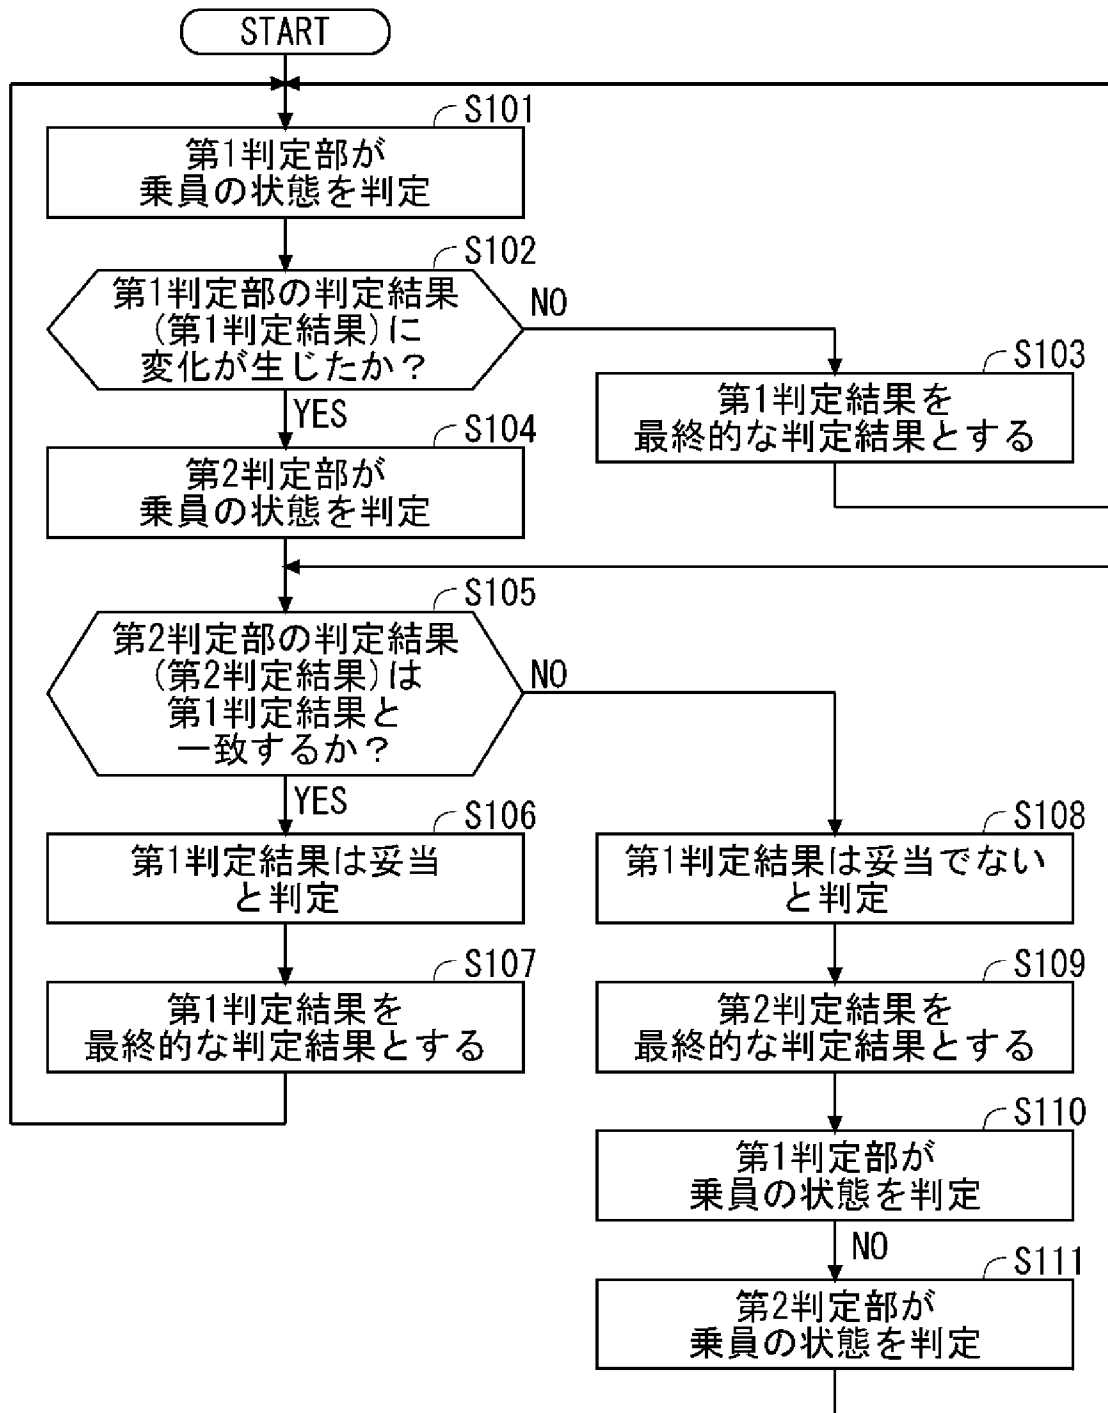 START
S101
第1判定部が
乗員の状態を判定
S102
第1判定部の判定結果
(第1判定結果)に
変化が生じたか？
NO
YES
S103
第1判定結果を
最終的な判定結果とする
S104
第2判定部が
乗員の状態を判定
S105
第2判定部の判定結果
(第2判定結果)は
第1判定結果と
一致するか？
NO
YES
S106
第1判定結果は妥当
と判定
S107
第1判定結果を
最終的な判定結果とする
S108
第1判定結果は妥当でない
と判定
S109
第2判定結果を
最終的な判定結果とする
S110
第1判定部が
乗員の状態を判定
NO
S111
第2判定部が
乗員の状態を判定